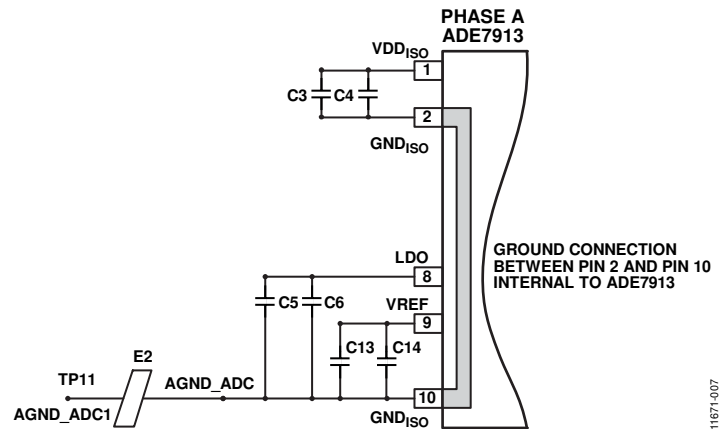 PHASE A
ADE7913
VDDISO
1
C3
C4
2
GNDISO
LDO
8
GROUND CONNECTION
BETWEEN PIN 2 AND PIN 10
INTERNAL TO ADE7913
C5
C6
VREF
9
C13
C14
E2
TP11
AGND_ADC
10
AGND_ADC1
GNDISO
11671-007